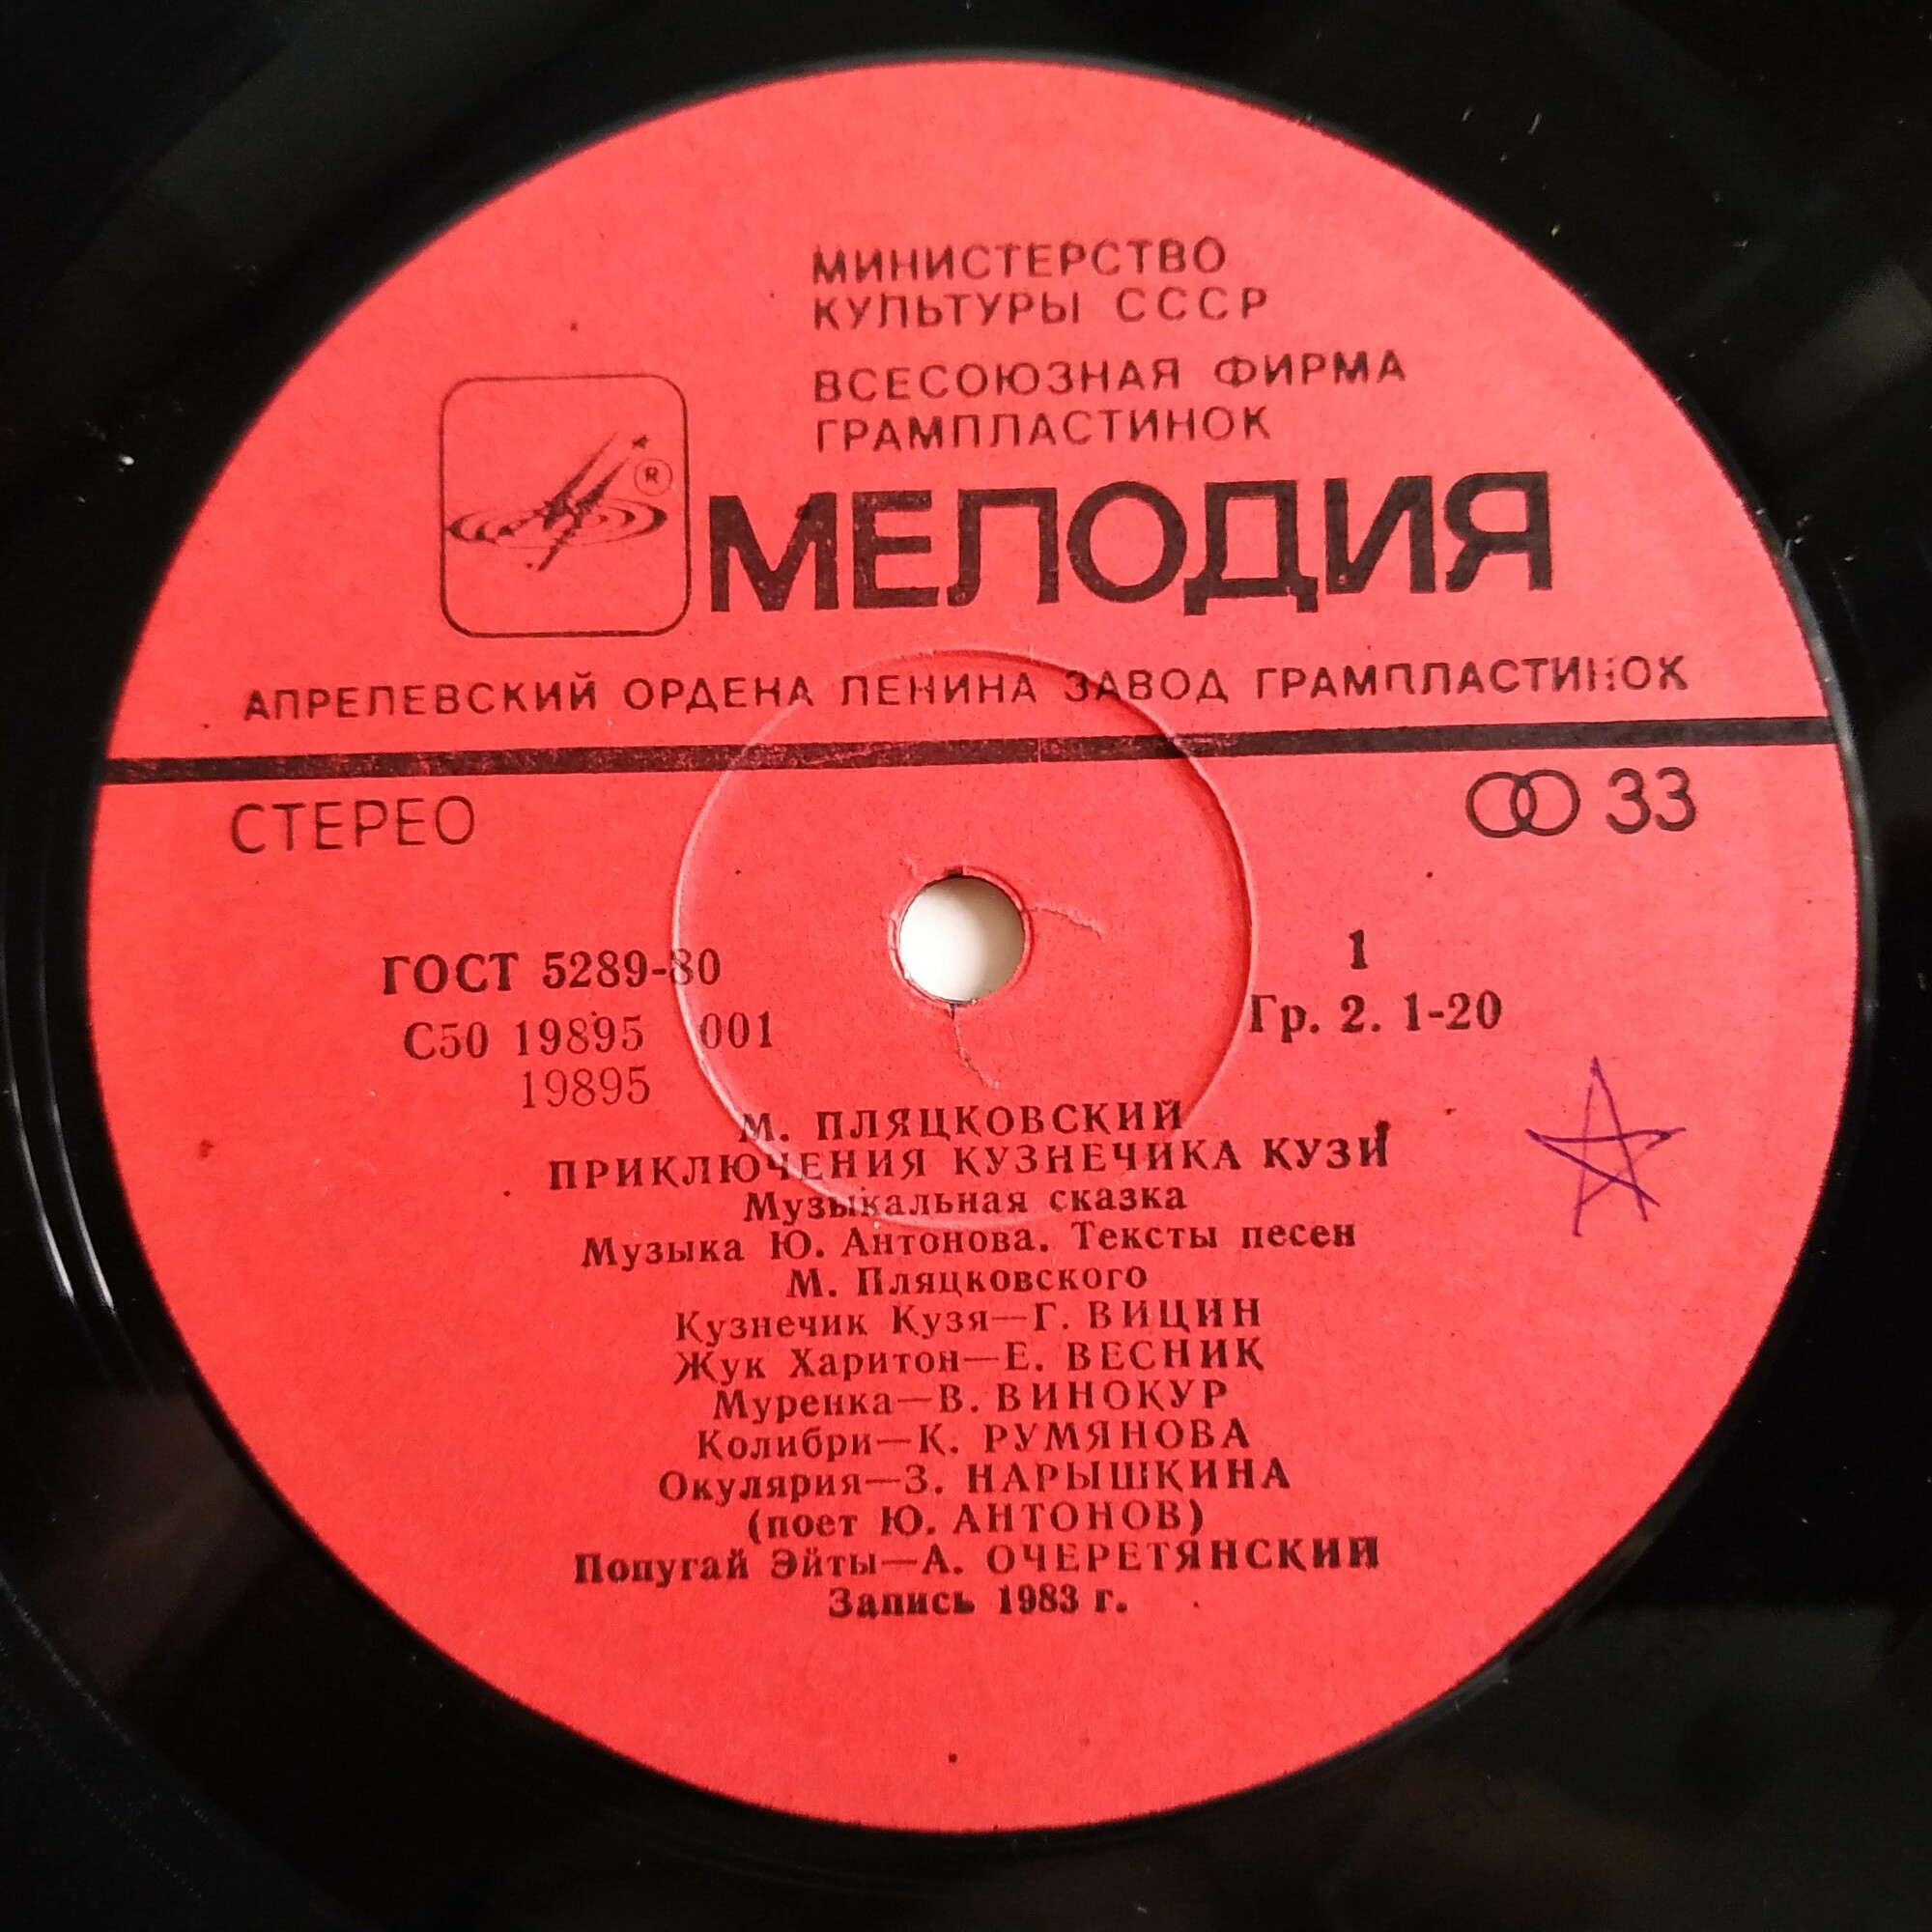 МИНИСТЕРСТВО
КУЛЬТУРЫ СССР
ВСЕСОЮЗНАЯ ФИРМА
ГРАМПЛАСТИНОК
®
МЕЛОДИЯ
АПРЕЛЕВСКИЙ ОРДЕНА ЛЕНИНА ЗАВОД ГРАМПЛАСТИНОК
СТЕРЕО
33
ГОСТ 5289-80
1
С50 19895 001
Гр. 2. 1-20
19895
М. ПЛЯЦКОВСКИЙ
ПРИКЛЮЧЕНИЯ КУЗНЕЧИКА КУЗИ
Музыкальная сказка
Музыка Ю. Антонова. Тексты песен
М. Пляцковского
Кузнечик Кузя—Г. ВИЦИН
Жук Харитон—Е. ВЕСНИК
Муренка—В. ВИНОКУР
Колибри—К. РУМЯНОВА
Окулярия—З. НАРЫШКИНА
(поет Ю. АНТОНОВ)
Попугай Эйты—А. ОЧЕРЕТЯНСКИЙ
Запись 1983 г.